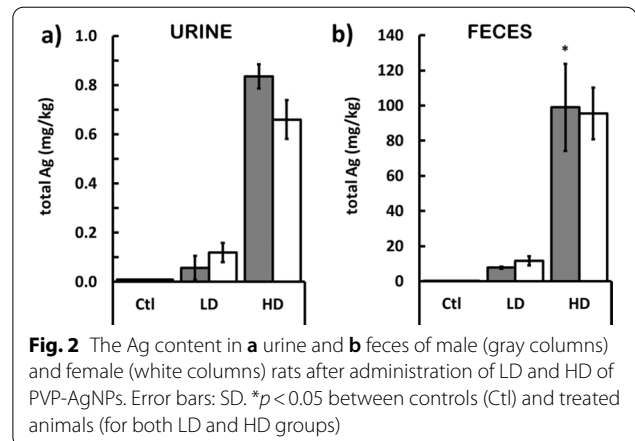 a) URINE
total Ag (mg/kg)
1.0
0.8
0.6
0.4
0.2
0.0
Ctl LD HD
b) FECES
total Ag (mg/kg)
140
120
100
80
60
40
20
0
*
Ctl LD HD
Fig. 2 The Ag content in a urine and b feces of male (gray columns)
and female (white columns) rats after administration of LD and HD of
PVP-AgNPs. Error bars: SD. *p < 0.05 between controls (Ctl) and treated
animals (for both LD and HD groups)